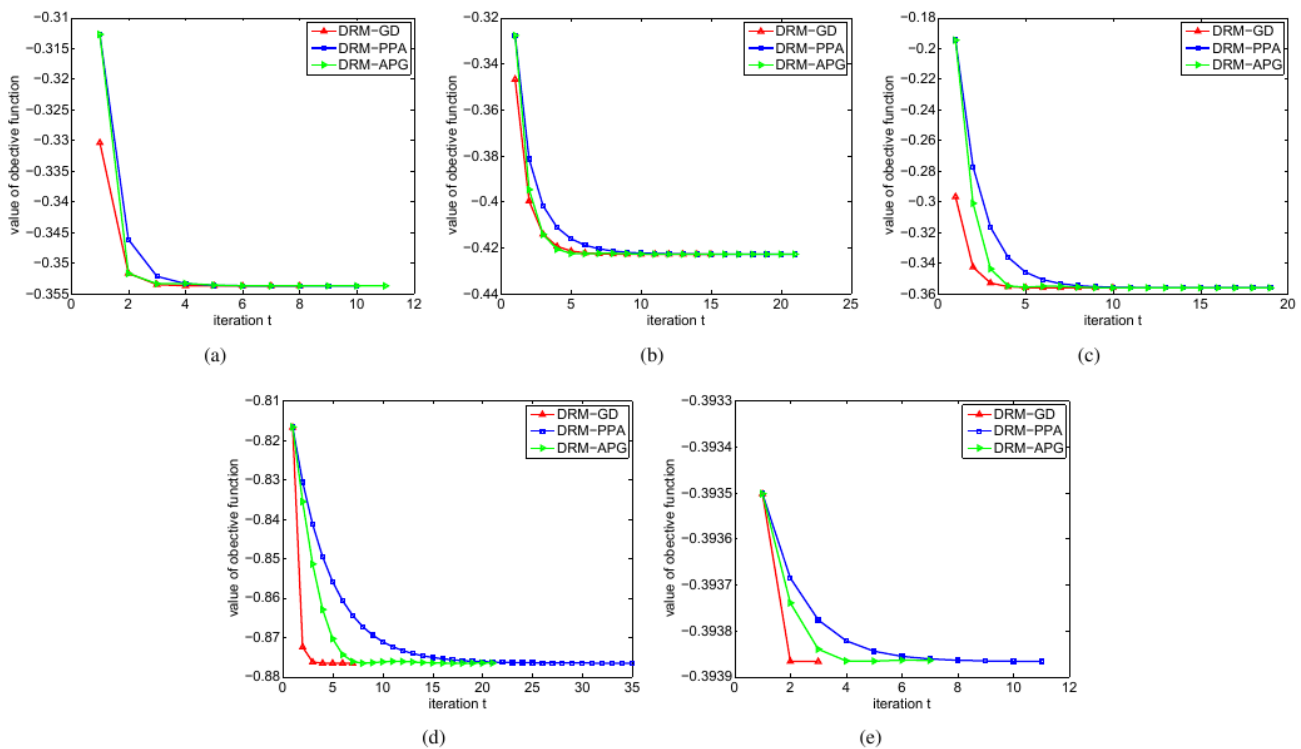 −0.31
−0.315
−0.32
−0.325
−0.33
−0.335
−0.34
−0.345
−0.35
−0.355
0 2 4 6 8 10 12
value of obective function
iteration t
DRM−GD
DRM−PPA
DRM−APG
(a)
−0.32
−0.34
−0.36
−0.38
−0.4
−0.42
−0.44
0 5 10 15 20 25
value of obective function
iteration t
DRM−GD
DRM−PPA
DRM−APG
(b)
−0.18
−0.2
−0.22
−0.24
−0.26
−0.28
−0.3
−0.32
−0.34
−0.36
0 5 10 15 20
value of obective function
iteration t
DRM−GD
DRM−PPA
DRM−APG
(c)
−0.81
−0.82
−0.83
−0.84
−0.85
−0.86
−0.87
−0.88
0 5 10 15 20 25 30 35
value of obective function
iteration t
DRM−GD
DRM−PPA
DRM−APG
(d)
−0.3933
−0.3934
−0.3935
−0.3936
−0.3937
−0.3938
−0.3939
0 2 4 6 8 10 12
value of obective function
iteration t
DRM−GD
DRM−PPA
DRM−APG
(e)